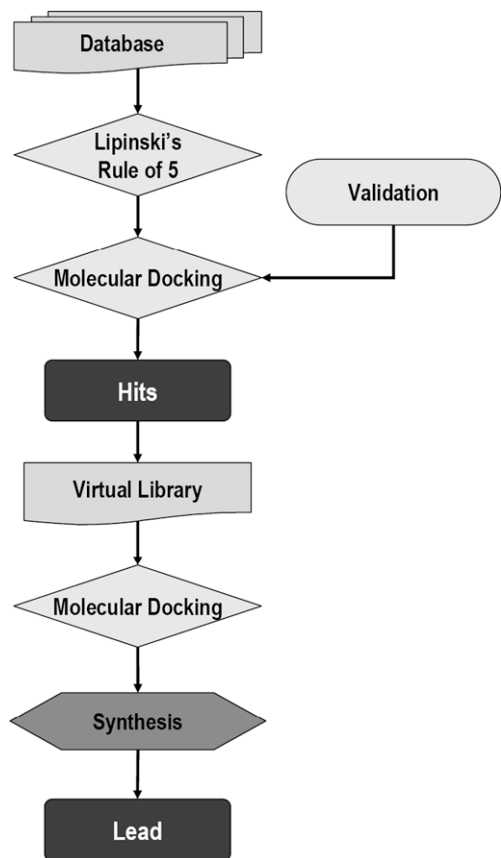 Database
Lipinski's
Rule of 5
Validation
Molecular Docking
Hits
Virtual Library
Molecular Docking
Synthesis
Lead